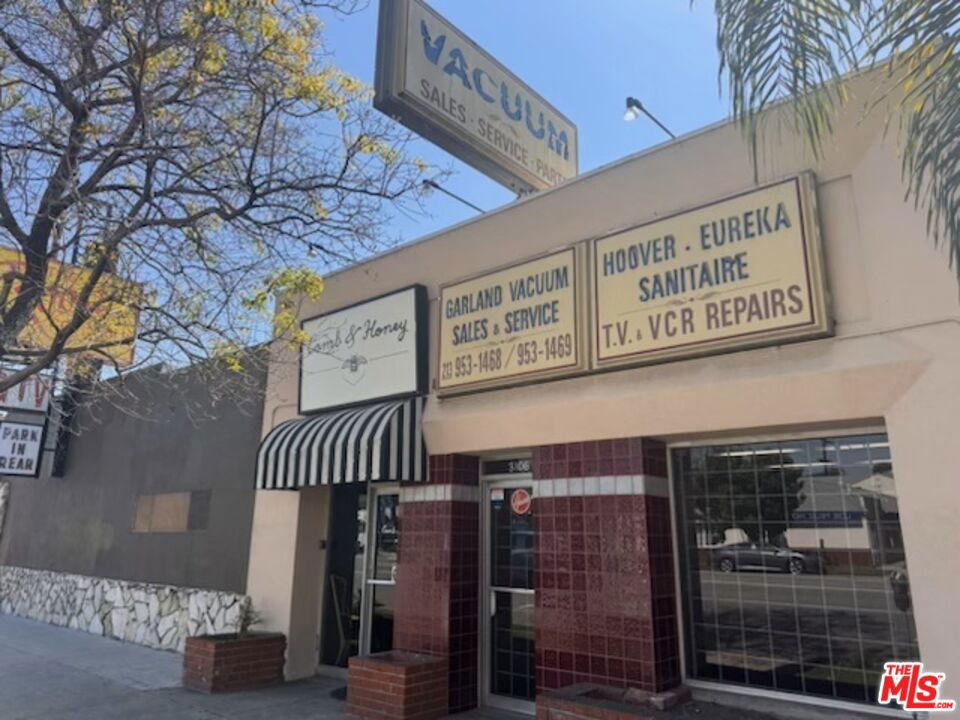 VACUUM
SALES · SERVICE · PARTS
Lamb & Honey
GARLAND VACUUM
SALES & SERVICE
213 953-1468 / 953-1469
HOOVER · EUREKA
SANITAIRE
T.V. & VCR REPAIRS
PARK
IN
REAR
THE
MLS
.com